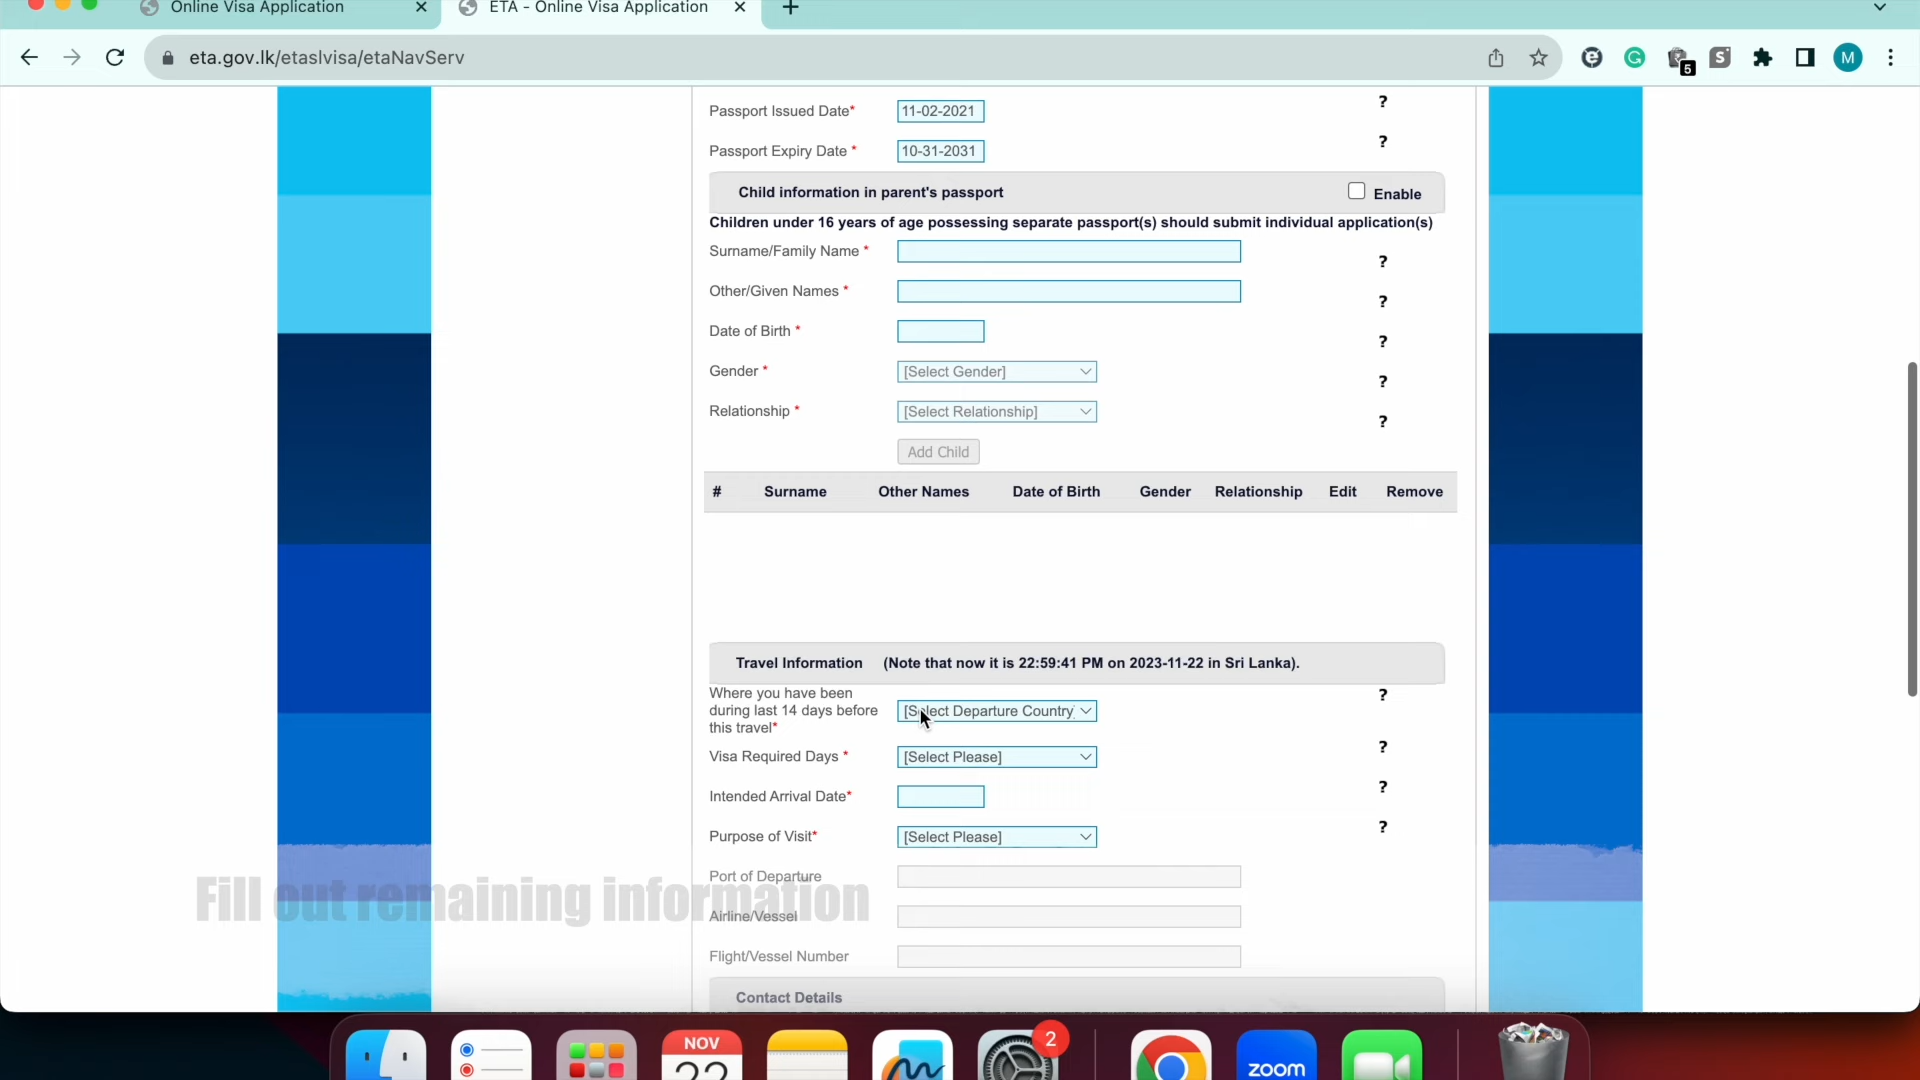 Online Visa Application
ETA - Online Visa Application
eta.gov.lk/etaslvisa/etaNavServ
5
M
Passport Issued Date* 11-02-2021 ?
Passport Expiry Date * 10-31-2031 ?
Child information in parent's passport Enable
Children under 16 years of age possessing separate passport(s) should submit individual application(s)
Surname/Family Name * ?
Other/Given Names * ?
Date of Birth * ?
Gender * [Select Gender] ?
Relationship * [Select Relationship] ?
Add Child
# Surname Other Names Date of Birth Gender Relationship Edit Remove
Travel Information (Note that now it is 22:59:41 PM on 2023-11-22 in Sri Lanka).
Where you have been
during last 14 days before
this travel*
[Select Departure Country ?
Visa Required Days * [Select Please] ?
Intended Arrival Date* ?
Purpose of Visit* [Select Please] ?
Port of Departure
Fill out remaining information
Airline/Vessel
Flight/Vessel Number
Contact Details
NOV
22
2
zoom